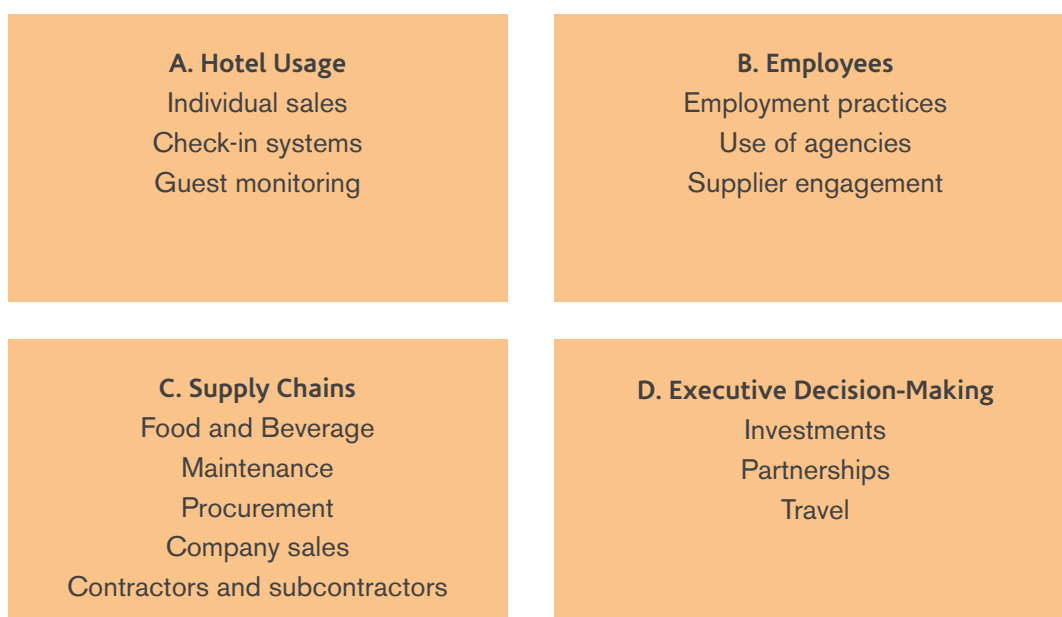 A. Hotel Usage
Individual sales
Check-in systems
Guest monitoring
B. Employees
Employment practices
Use of agencies
Supplier engagement
C. Supply Chains
Food and Beverage
Maintenance
Procurement
Company sales
Contractors and subcontractors
D. Executive Decision-Making
Investments
Partnerships
Travel